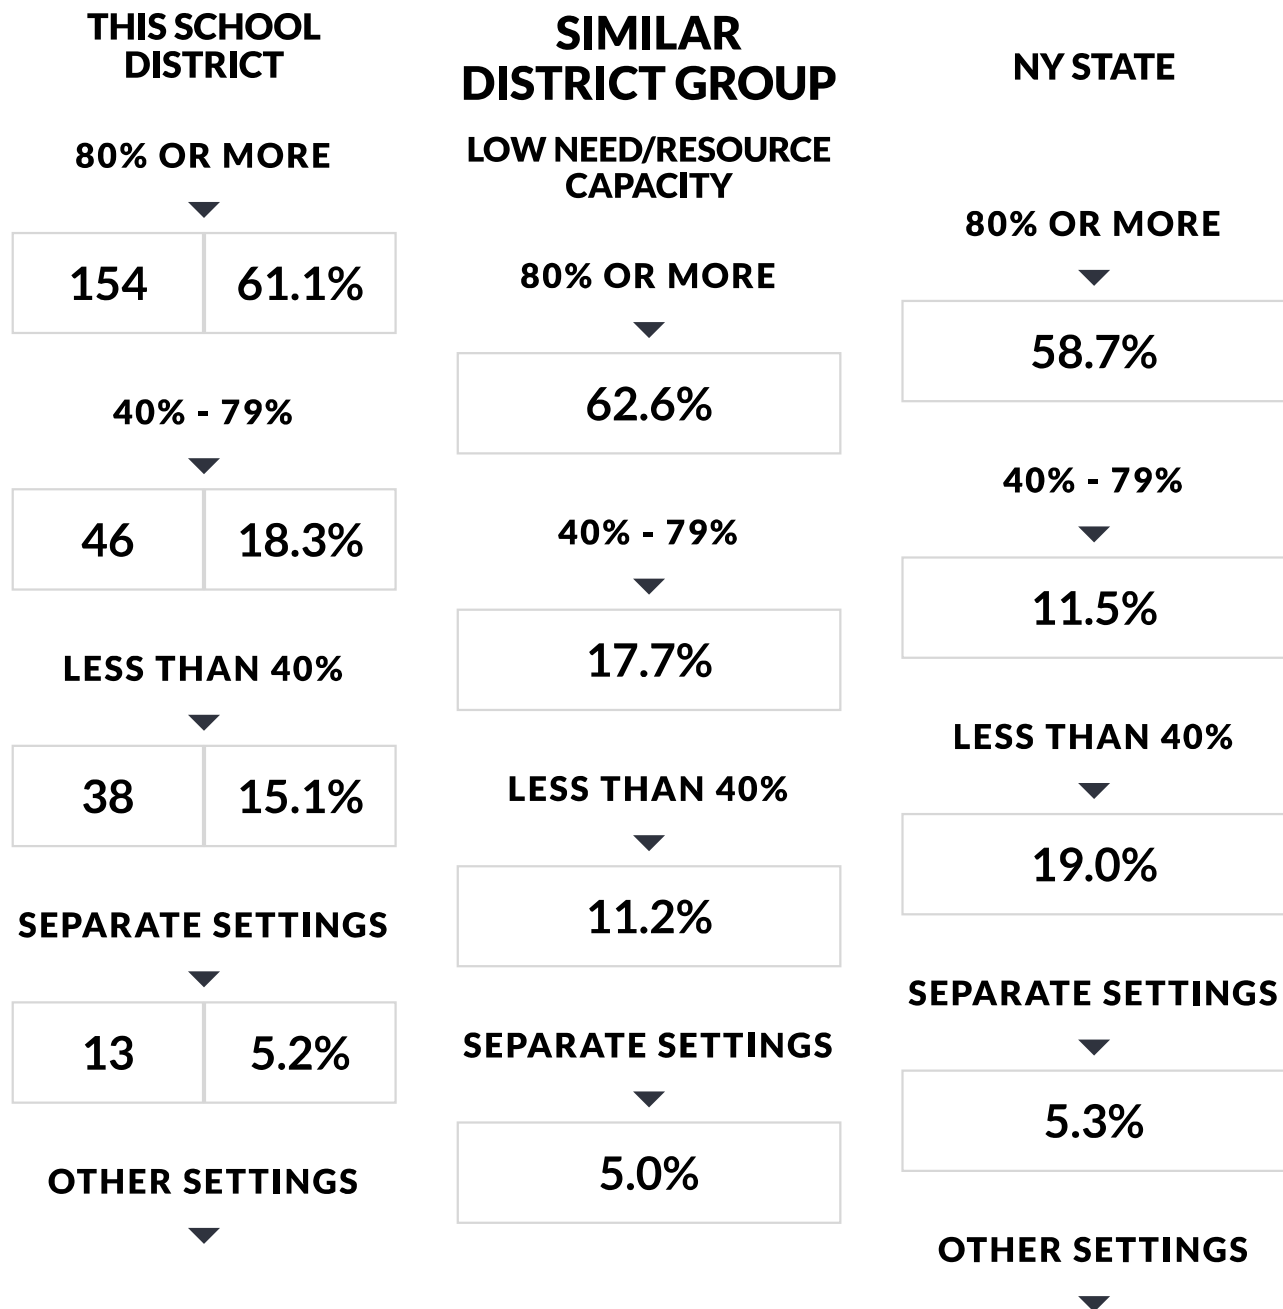 THIS SCHOOL
DISTRICT
80% OR MORE
154 61.1%
40% - 79%
46 18.3%
LESS THAN 40%
38 15.1%
SEPARATE SETTINGS
13 5.2%
OTHER SETTINGS
SIMILAR
DISTRICT GROUP
LOW NEED/RESOURCE
CAPACITY
80% OR MORE
62.6%
40% - 79%
17.7%
LESS THAN 40%
11.2%
SEPARATE SETTINGS
5.0%
NY STATE
80% OR MORE
58.7%
40% - 79%
11.5%
LESS THAN 40%
19.0%
SEPARATE SETTINGS
5.3%
OTHER SETTINGS